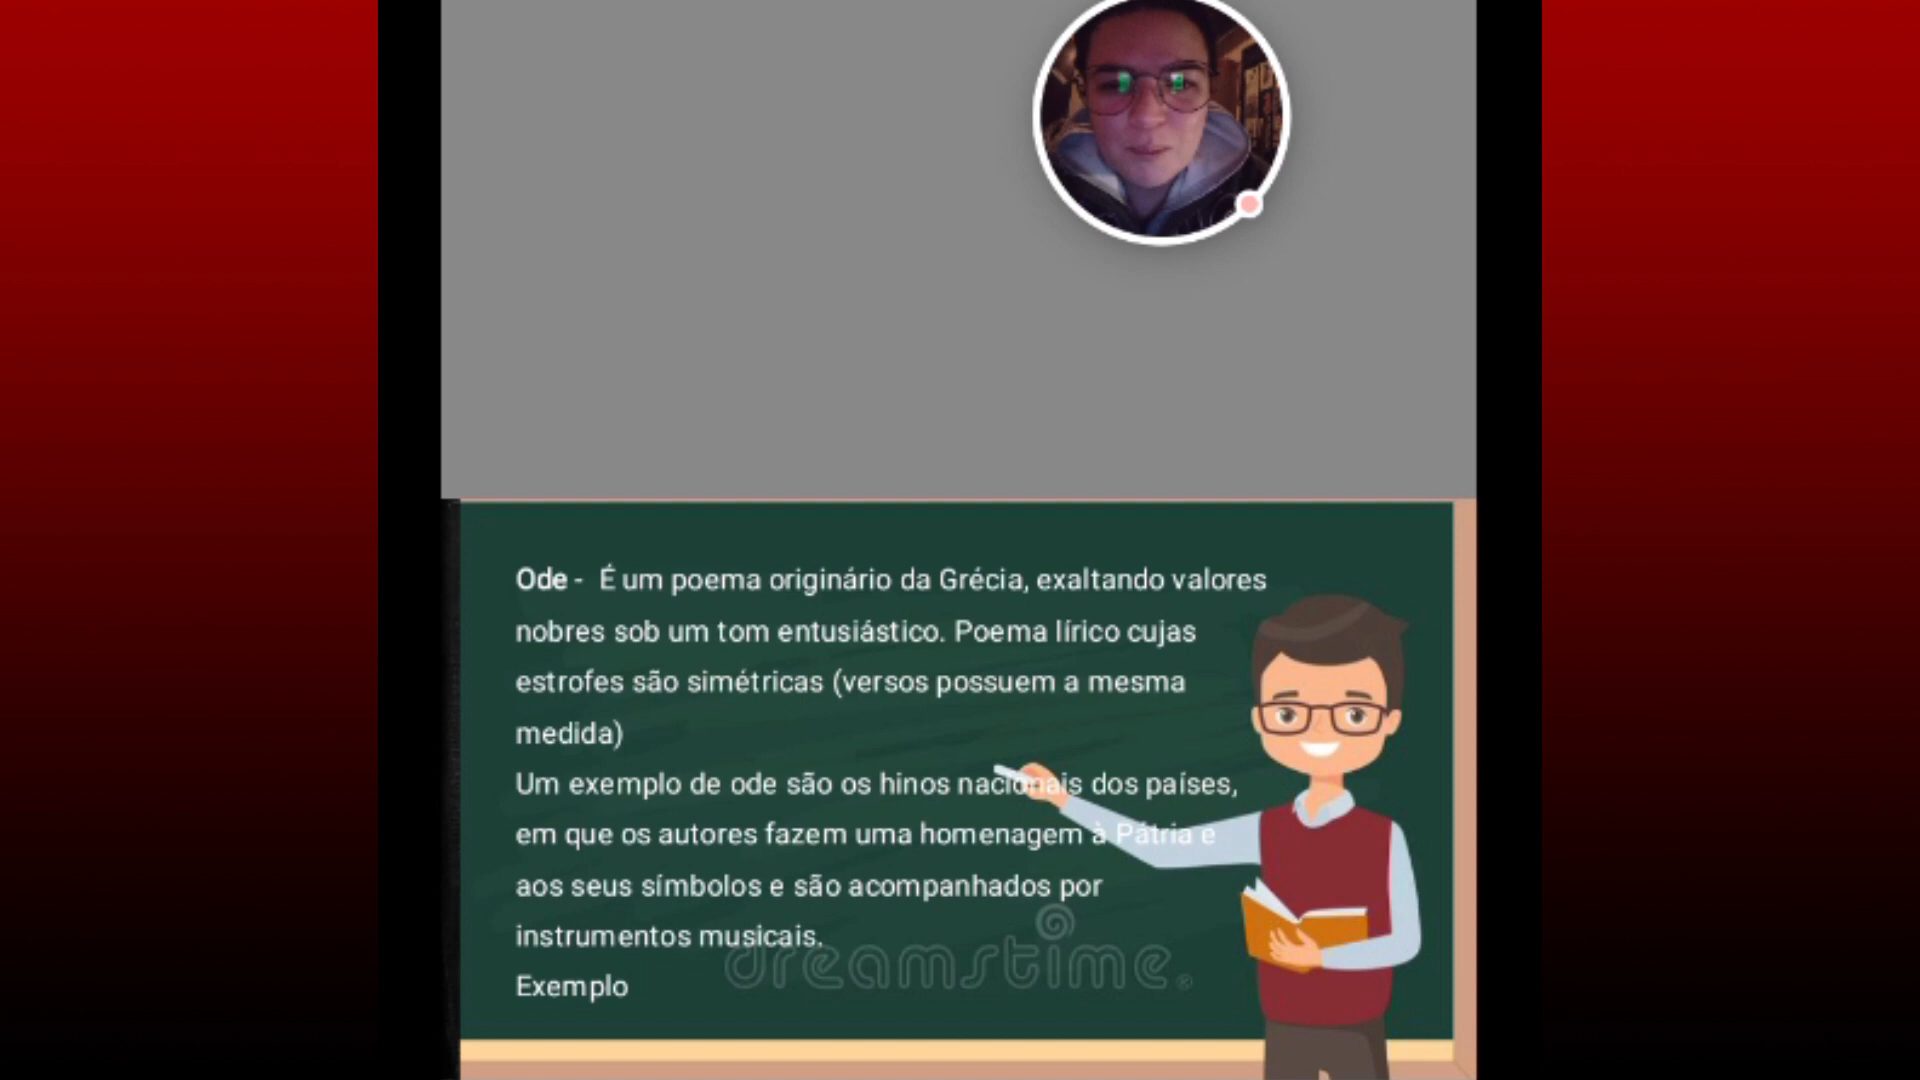 Ode - É um poema originário da Grécia, exaltando valores
nobres sob um tom entusiástico. Poema lírico cujas
estrofes são simétricas (versos possuem a mesma
medida)
Um exemplo de ode são os hinos nacionais dos países,
em que os autores fazem uma homenagem à Pátria e
aos seus símbolos e são acompanhados por
instrumentos musicais.
dreamstime.
Exemplo